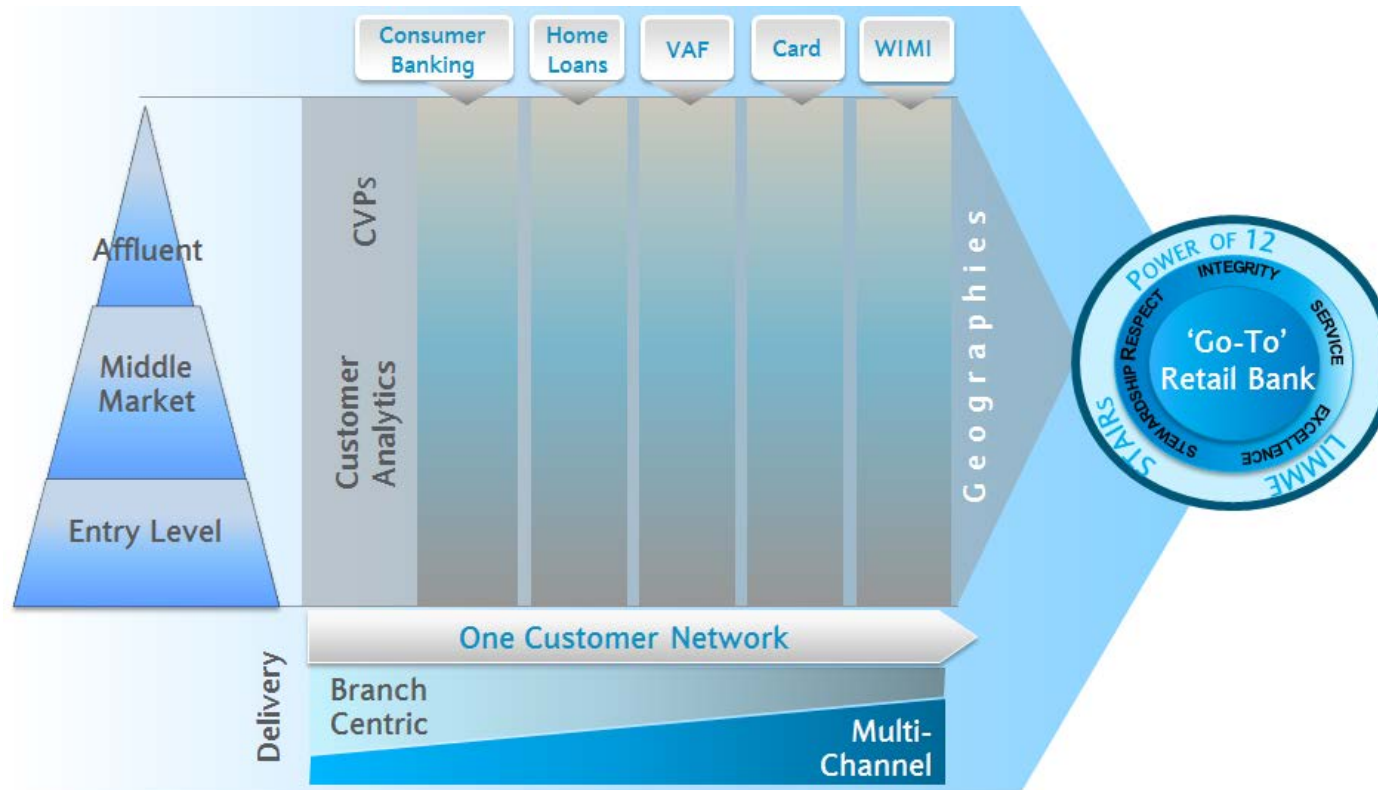 Consumer
Banking
Home
Loans
VAF
Card
WIMI
Affluent
Middle
Market
Entry Level
CVPs
Customer
Analytics
Geographies
POWER OF 12
INTEGRITY
SERVICE
EXCELLENCE
STEWARDSHIP
RESPECT
'Go-To'
Retail Bank
STAIRS
LIMME
Delivery
One Customer Network
Branch
Centric
Multi-
Channel